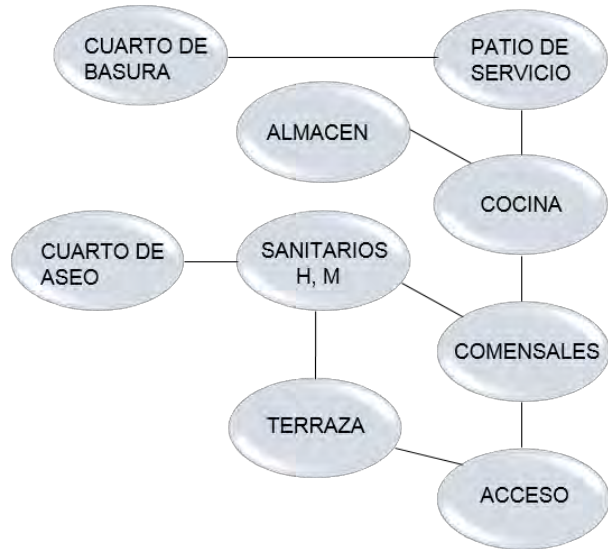 CUARTO DE
BASURA
PATIO DE
SERVICIO
ALMACEN
COCINA
CUARTO DE
ASEO
SANITARIOS
H, M
COMENSALES
TERRAZA
ACCESO